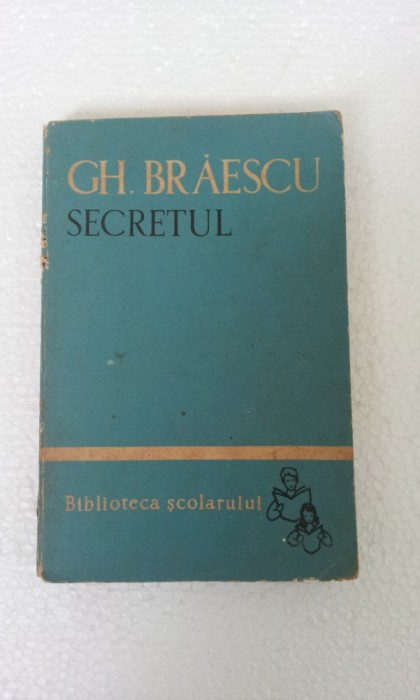 GH. BRĂESCU
SECRETUL
Biblioteca școlarului